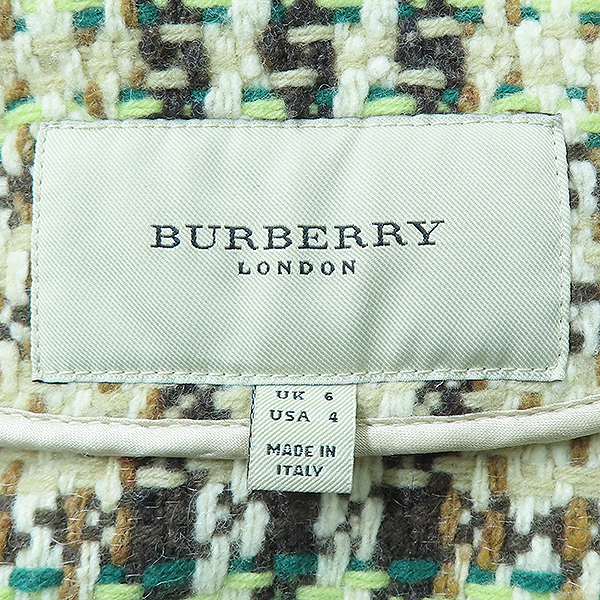 BURBERRY
LONDON
UK 6
USA 4
MADE IN
ITALY